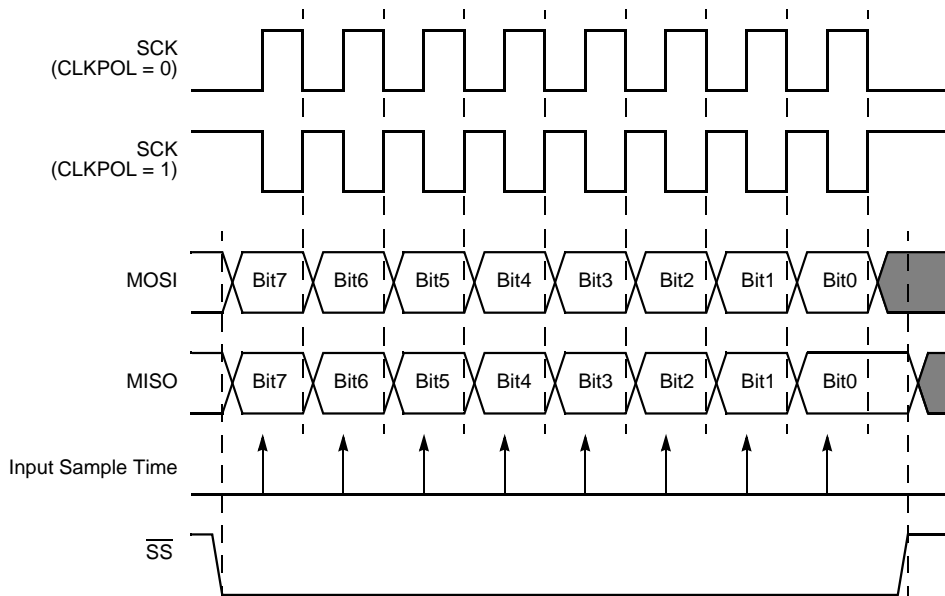 SCK
(CLKPOL = 0)
SCK
(CLKPOL = 1)
MOSI Bit7 Bit6 Bit5 Bit4 Bit3 Bit2 Bit1 Bit0
MISO Bit7 Bit6 Bit5 Bit4 Bit3 Bit2 Bit1 Bit0
Input Sample Time
S̅S̅